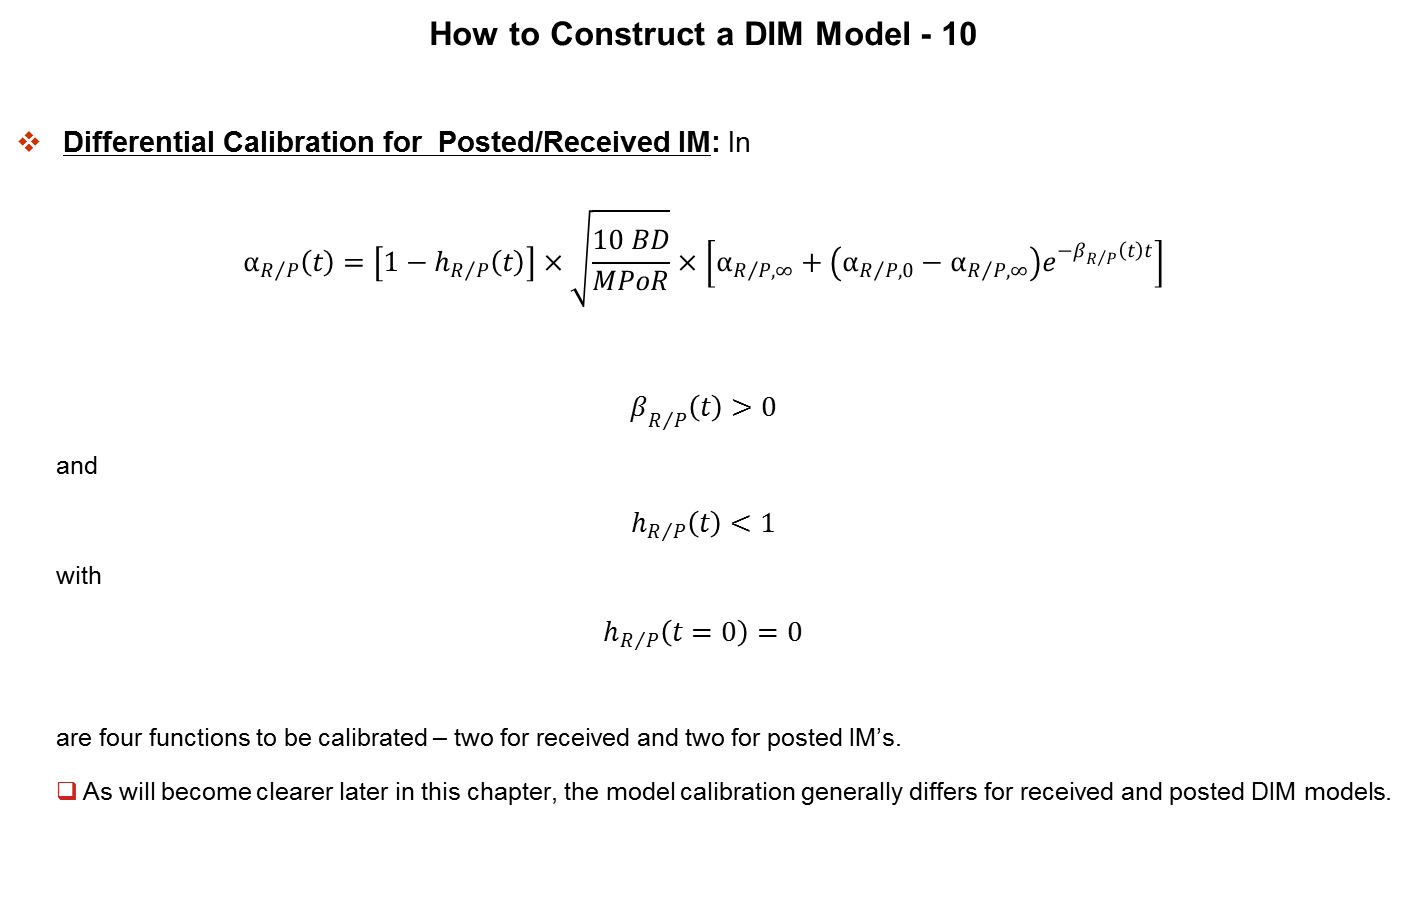 How to Construct a DIM Model - 10
❖ Differential Calibration for Posted/Received IM: In
α_{R/P}(t) = [1 − h_{R/P}(t)] × √(10 BD / MPoR) × [α_{R/P,∞} + (α_{R/P,0} − α_{R/P,∞})e^{−β_{R/P}(t)t}]
β_{R/P}(t) > 0
and
h_{R/P}(t) < 1
with
h_{R/P}(t = 0) = 0
are four functions to be calibrated – two for received and two for posted IM’s.
❑ As will become clearer later in this chapter, the model calibration generally differs for received and posted DIM models.